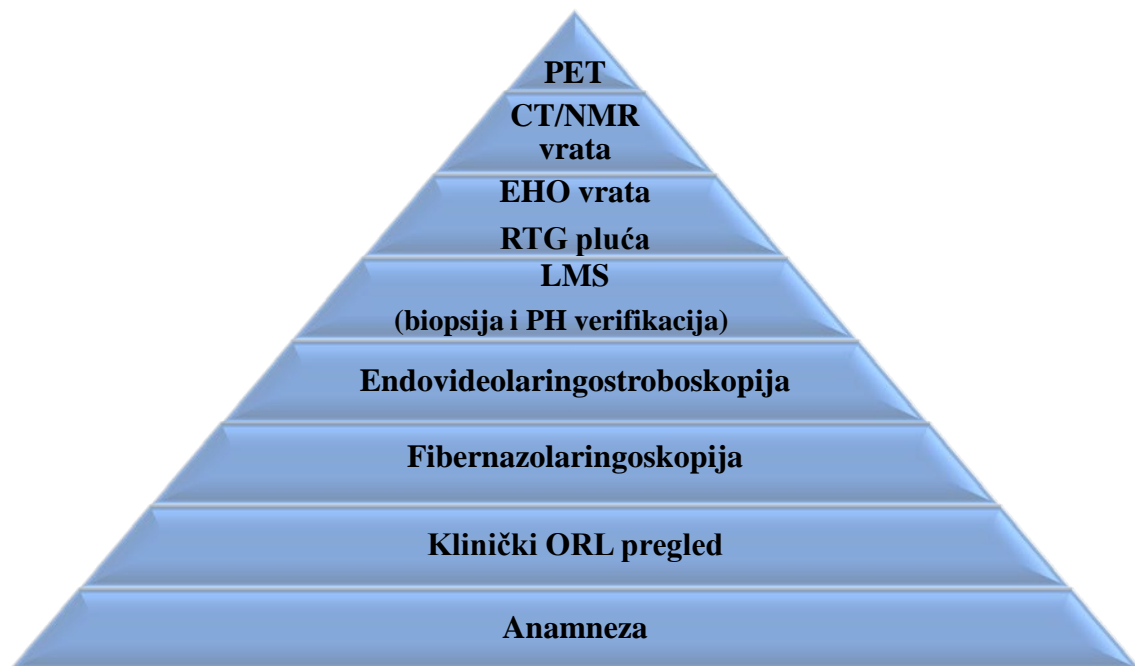 PET
CT/NMR
vrata
EHO vrata
RTG pluća
LMS
(biopsija i PH verifikacija)
Endovideolaringostroboskopija
Fibernazolaringoskopija
Klinički ORL pregled
Anamneza